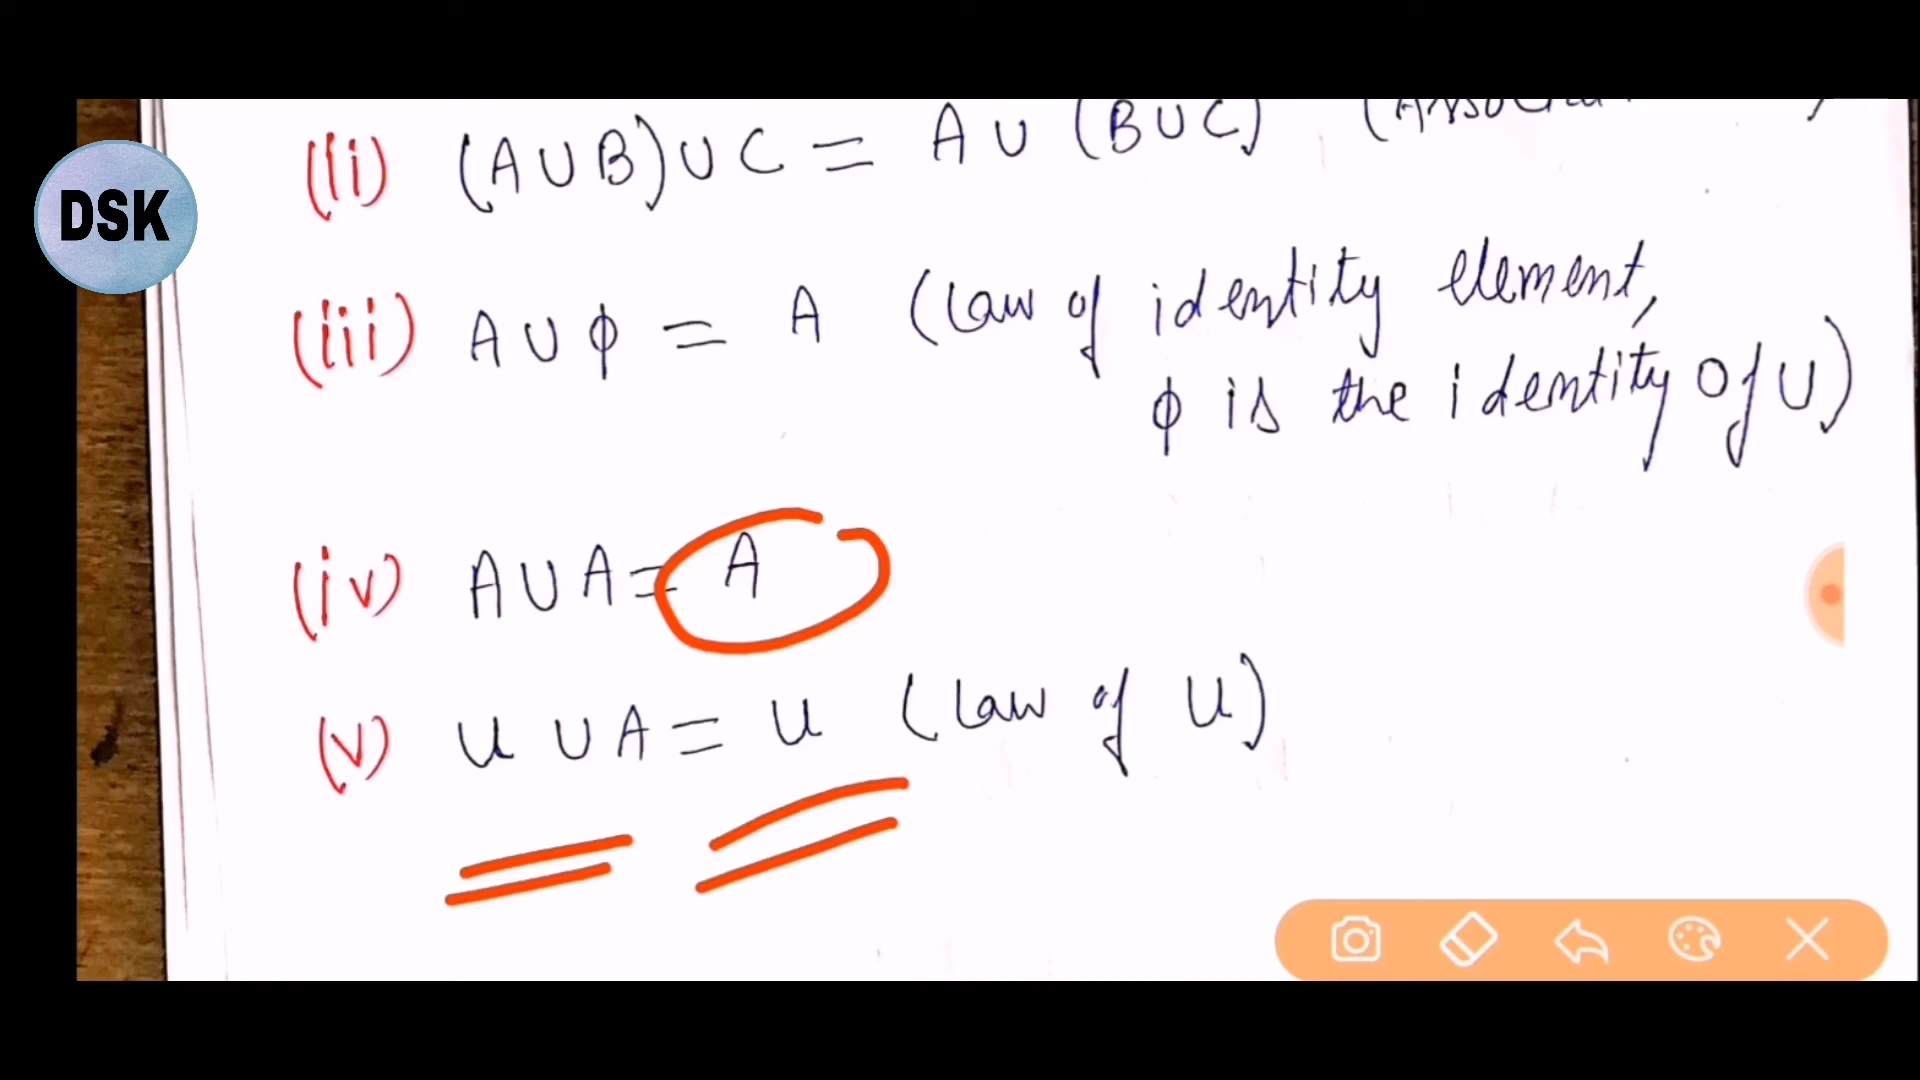 DSK
(ii) (A∪B)∪C = A∪(B∪C)
(iii) A∪ϕ = A (Law of identity element,
ϕ is the identity of ∪)
(iv) A∪A = A
(v) U∪A = U (Law of U)